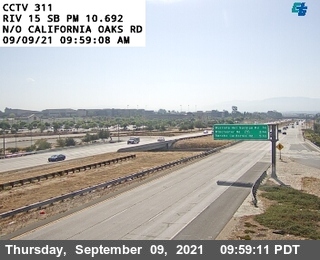 CCTV 311
RIV 15 SB PM 10.692
N/O CALIFORNIA OAKS RD
09/09/21 09:59:08 AM
Thursday, September 09, 2021 09:59:11 PDT